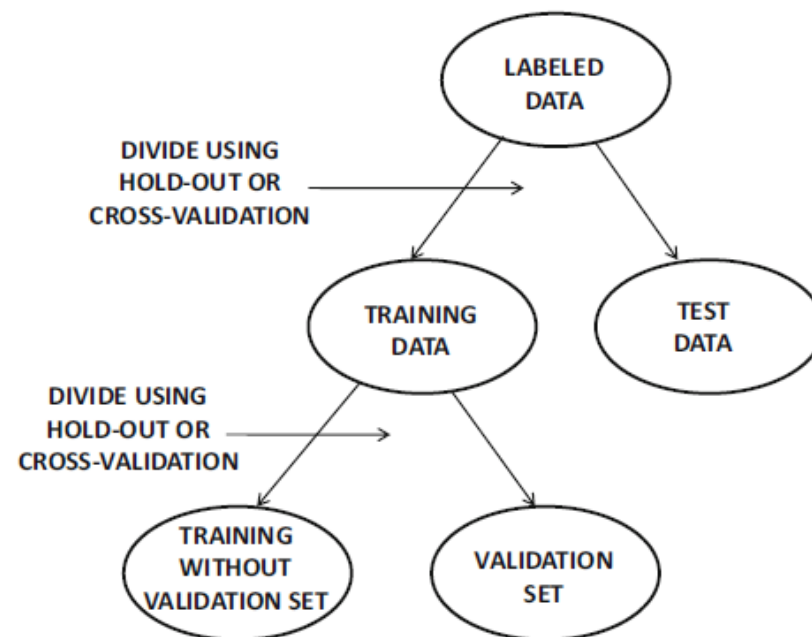 LABELED
DATA
DIVIDE USING
HOLD-OUT OR
CROSS-VALIDATION
TRAINING
DATA
TEST
DATA
DIVIDE USING
HOLD-OUT OR
CROSS-VALIDATION
TRAINING
WITHOUT
VALIDATION SET
VALIDATION
SET